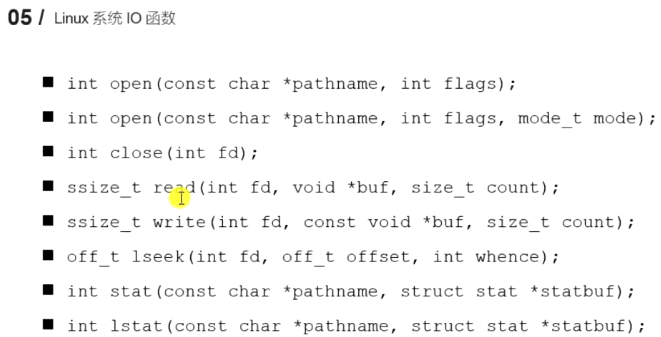 05 / Linux 系统 IO 函数
■ int open(const char *pathname, int flags);
■ int open(const char *pathname, int flags, mode_t mode);
■ int close(int fd);
■ ssize_t read(int fd, void *buf, size_t count);
■ ssize_t write(int fd, const void *buf, size_t count);
■ off_t lseek(int fd, off_t offset, int whence);
■ int stat(const char *pathname, struct stat *statbuf);
■ int lstat(const char *pathname, struct stat *statbuf);